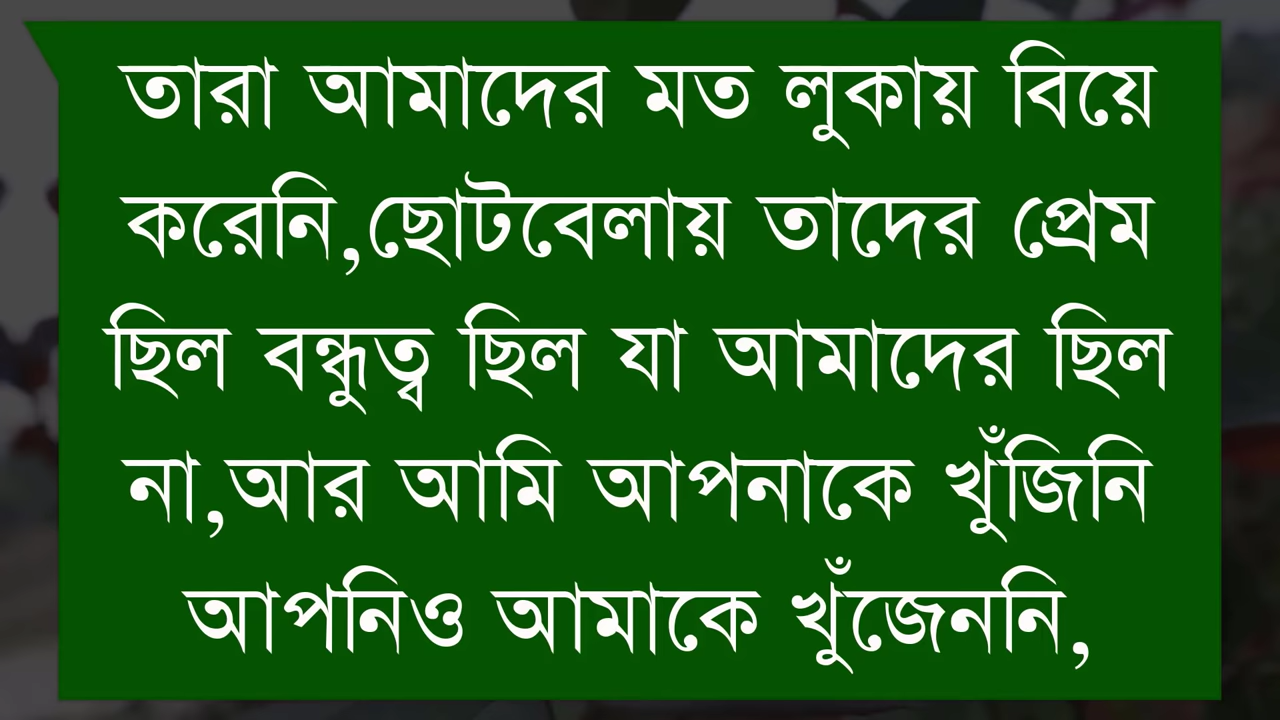 তারা আমাদের মত লুকায় বিয়ে
করেনি,ছোটবেলায় তাদের প্রেম
ছিল বন্ধুত্ব ছিল যা আমাদের ছিল
না,আর আমি আপনাকে খুঁজিনি
আপনিও আমাকে খুঁজেননি,